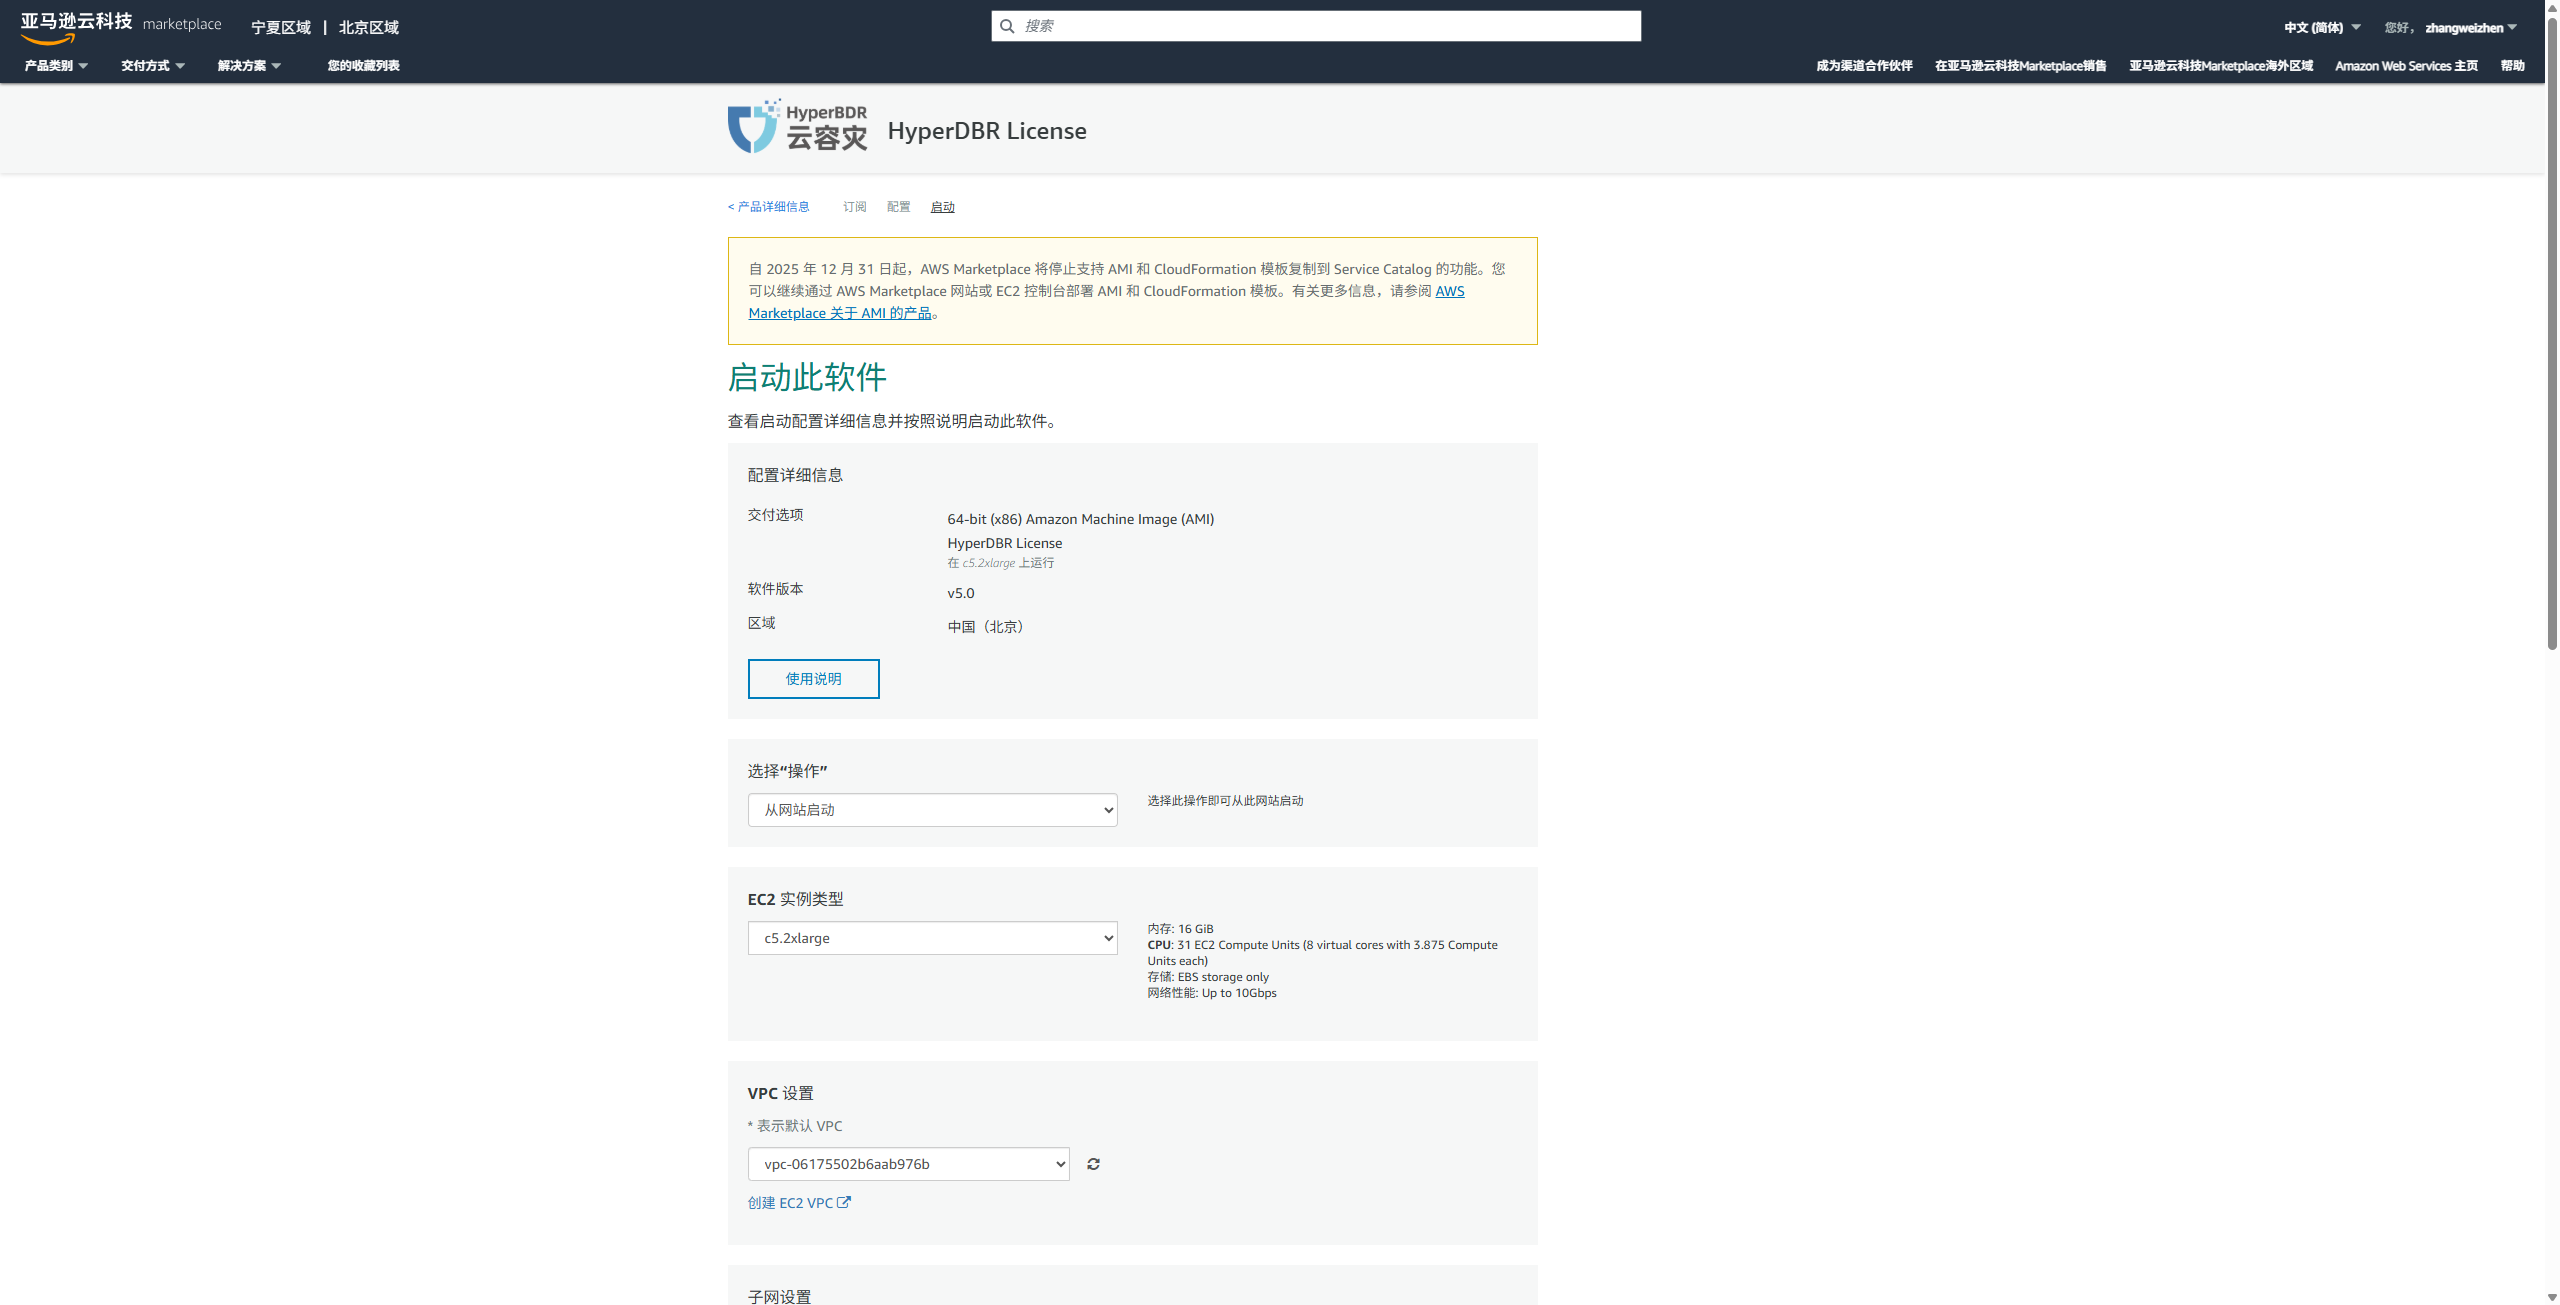 亚马逊云科技 marketplace 宁夏区域 | 北京区域 搜索 中文 (简体) 您好， zhangweizhen
产品类别 交付方式 解决方案 您的收藏列表 成为渠道合作伙伴 在亚马逊云科技Marketplace销售 亚马逊云科技Marketplace海外区域 Amazon Web Services 主页 帮助
HyperBDR
云容灾
HyperDBR License
< 产品详细信息 订阅 配置 启动
自 2025 年 12 月 31 日起，AWS Marketplace 将停止支持 AMI 和 CloudFormation 模板复制到 Service Catalog 的功能。您
可以继续通过 AWS Marketplace 网站或 EC2 控制台部署 AMI 和 CloudFormation 模板。有关更多信息，请参阅 AWS
Marketplace 关于 AMI 的产品。
启动此软件
查看启动配置详细信息并按照说明启动此软件。
配置详细信息
交付选项 64-bit (x86) Amazon Machine Image (AMI)
HyperDBR License
在 c5.2xlarge 上运行
软件版本 v5.0
区域 中国（北京）
使用说明
选择“操作”
从网站启动 选择此操作即可从此网站启动
EC2 实例类型
c5.2xlarge
内存: 16 GiB
CPU: 31 EC2 Compute Units (8 virtual cores with 3.875 Compute
Units each)
存储: EBS storage only
网络性能: Up to 10Gbps
VPC 设置
* 表示默认 VPC
vpc-06175502b6aab976b
创建 EC2 VPC
子网设置